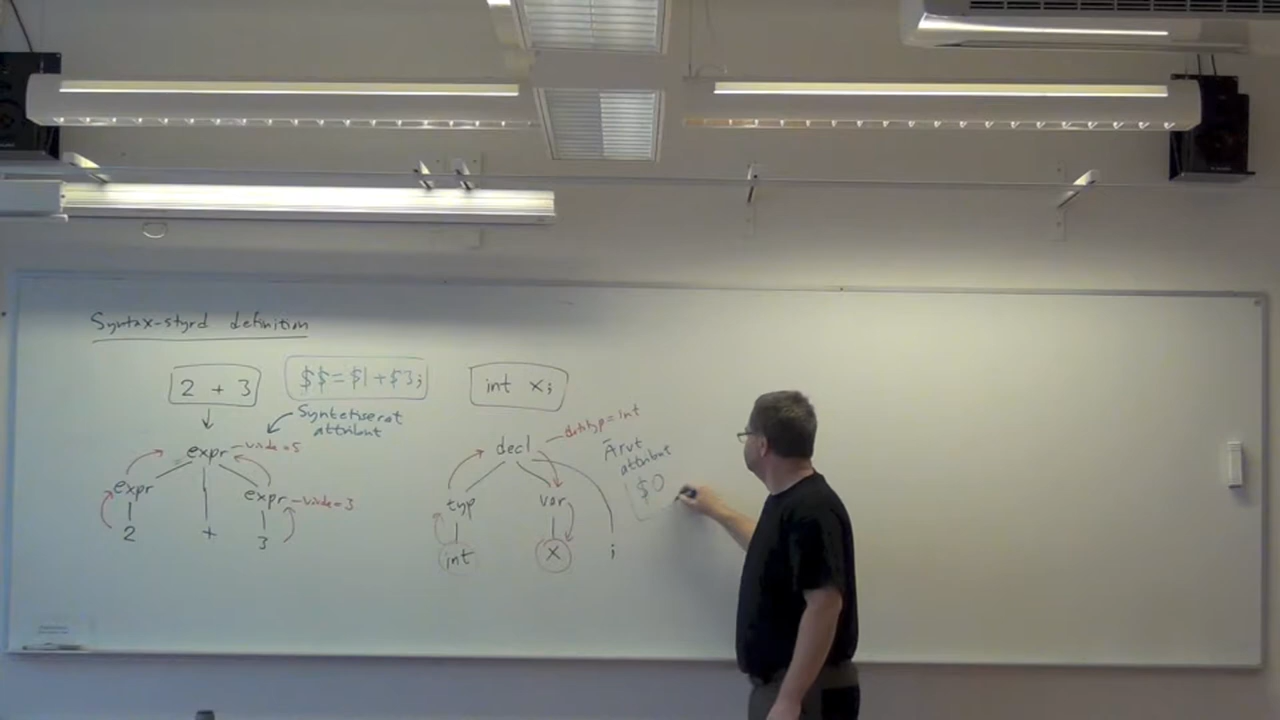 Syntax-styrd definition
2 + 3
$$=$1+$3;
Syntetiserat
attribut
expr
värde=5
expr
expr
värde=3
2
+
3
int x;
decl
datatyp=int
Ärvt
attribut
$0
typ
var
int
x
;